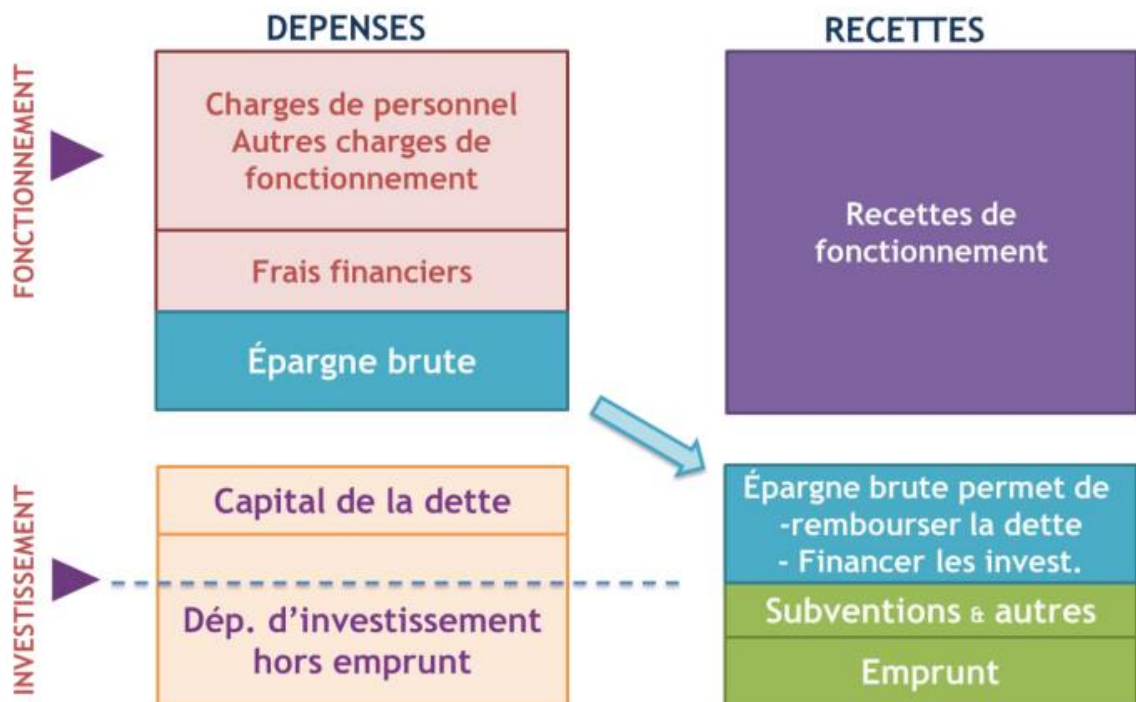 DEPENSES
RECETTES
FONCTIONNEMENT
Charges de personnel
Autres charges de
fonctionnement
Frais financiers
Épargne brute
Recettes de
fonctionnement
INVESTISSEMENT
Capital de la dette
Dép. d’investissement
hors emprunt
Épargne brute permet de
-rembourser la dette
- Financer les invest.
Subventions & autres
Emprunt